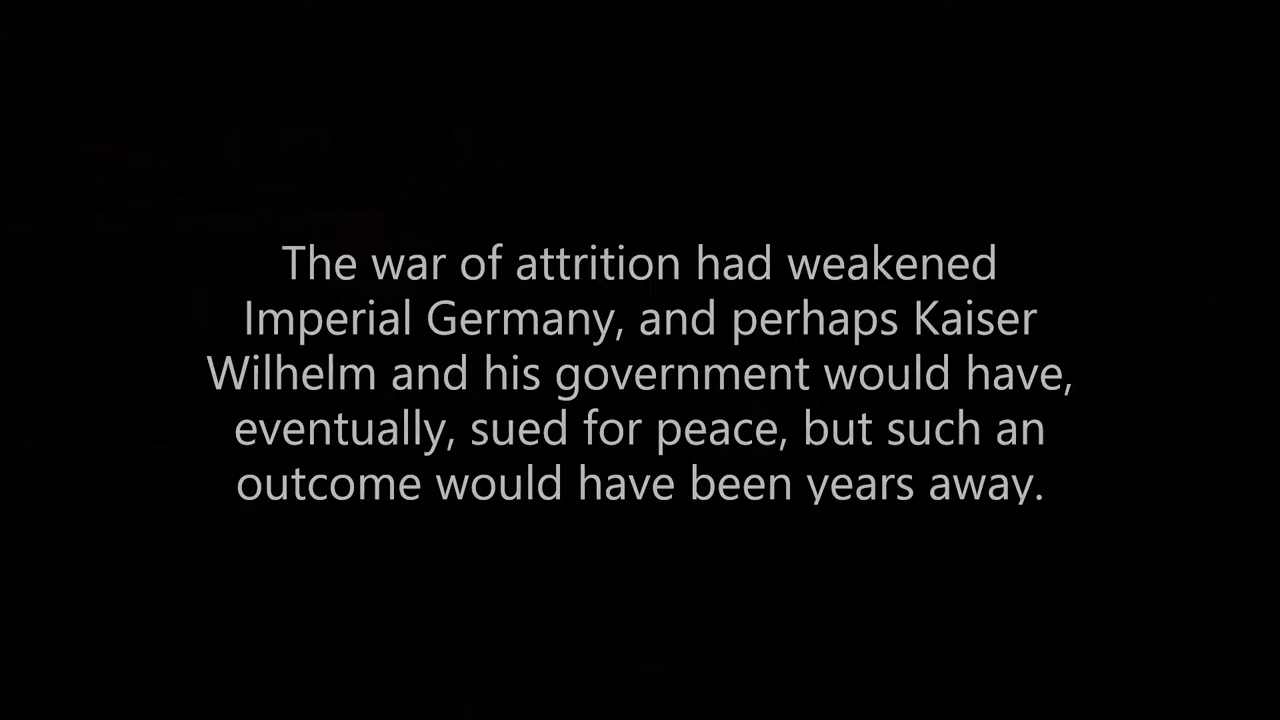 The war of attrition had weakened
Imperial Germany, and perhaps Kaiser
Wilhelm and his government would have,
eventually, sued for peace, but such an
outcome would have been years away.